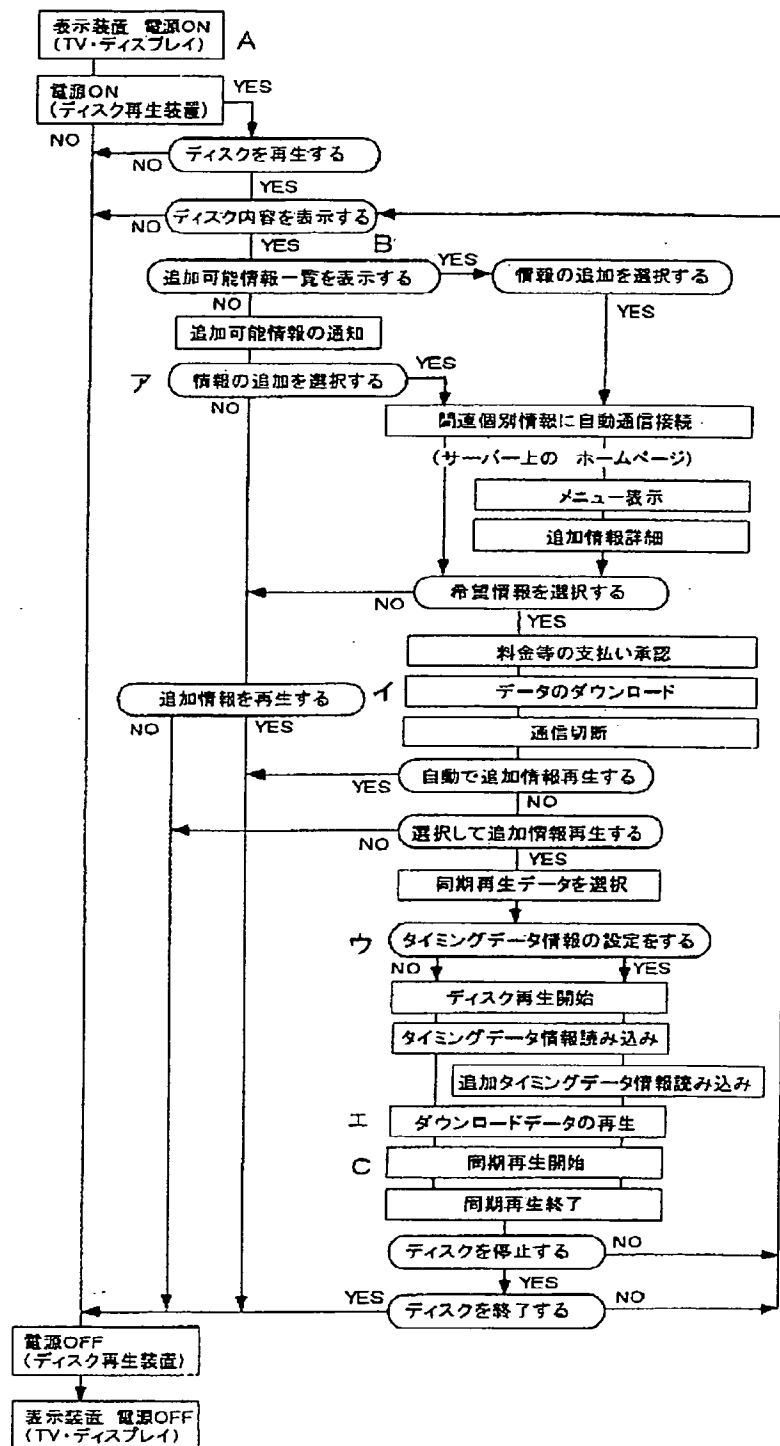 表示装置 電源ON
(TV・ディスプレイ)
A
電源ON
(ディスク再生装置)
YES
NO
ディスクを再生する
NO
YES
ディスク内容を表示する
NO
YES
B
追加可能情報一覧を表示する
YES
情報の追加を選択する
NO
YES
追加可能情報の通知
ア
情報の追加を選択する
YES
NO
関連個別情報に自動通信接続
(サーバー上の ホームページ)
メニュー表示
追加情報詳細
希望情報を選択する
NO
YES
料金等の支払い承認
追加情報を再生する
イ
データのダウンロード
NO
YES
通信切断
自動で追加情報再生する
YES
NO
選択して追加情報再生する
NO
YES
同期再生データを選択
ウ
タイミングデータ情報の設定をする
NO
YES
ディスク再生開始
タイミングデータ情報読み込み
追加タイミングデータ情報読み込み
エ
ダウンロードデータの再生
C
同期再生開始
同期再生終了
ディスクを停止する
NO
YES
YES
ディスクを終了する
NO
電源OFF
(ディスク再生装置)
表示装置 電源OFF
(TV・ディスプレイ)